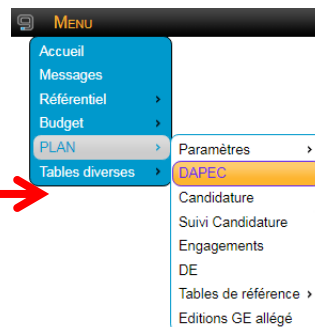 MENU
Accueil
Messages
Référentiel
Budget
PLAN
Tables diverses
Paramètres
DAPEC
Candidature
Suivi Candidature
Engagements
DE
Tables de référence
Editions GE allégé